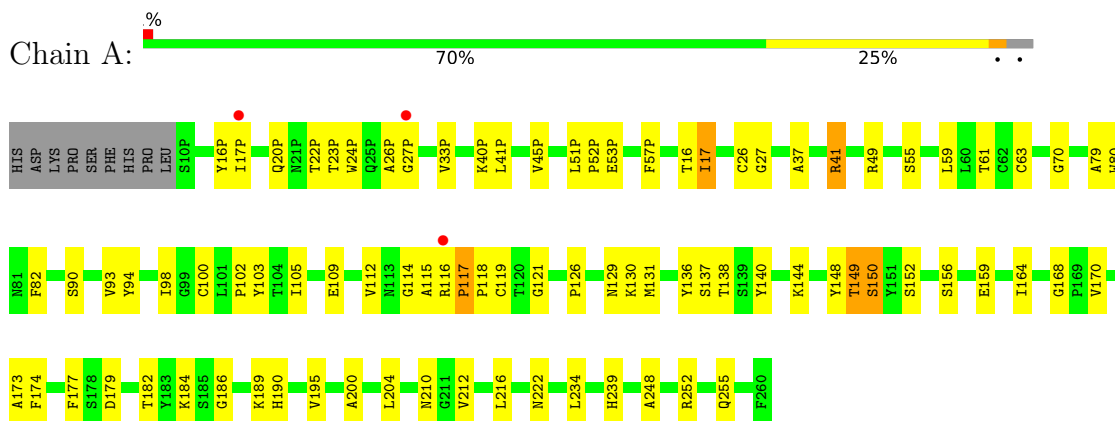 %
Chain A:
70% 25% . .
HIS ASP LYS PRO SER PHE HIS PRO LEU S10P Y16P I17P Q20P N21P T22P T23P W24P Q25P A26P G27P V33P K40P L41P V45P L51P P52P E53P F57P T16 I17 C26 G27 A37 R41 R49 S55 L59 L60 T61 C62 C63 G70 A79 W80
N81 F82 S90 V93 Y94 I98 G99 C100 L101 P102 Y103 T104 I105 E109 V112 N113 G114 A115 R116 P117 P118 C119 T120 G121 P126 N129 K130 M131 Y136 S137 T138 S139 Y140 K144 Y148 T149 S150 Y151 S152 S156 E159 I164 G168 P169 V170
A173 F174 F177 S178 D179 T182 Y183 K184 S185 G186 K189 H190 V195 A200 L204 N210 G211 V212 L216 N222 L234 H239 A248 R252 Q255 F260